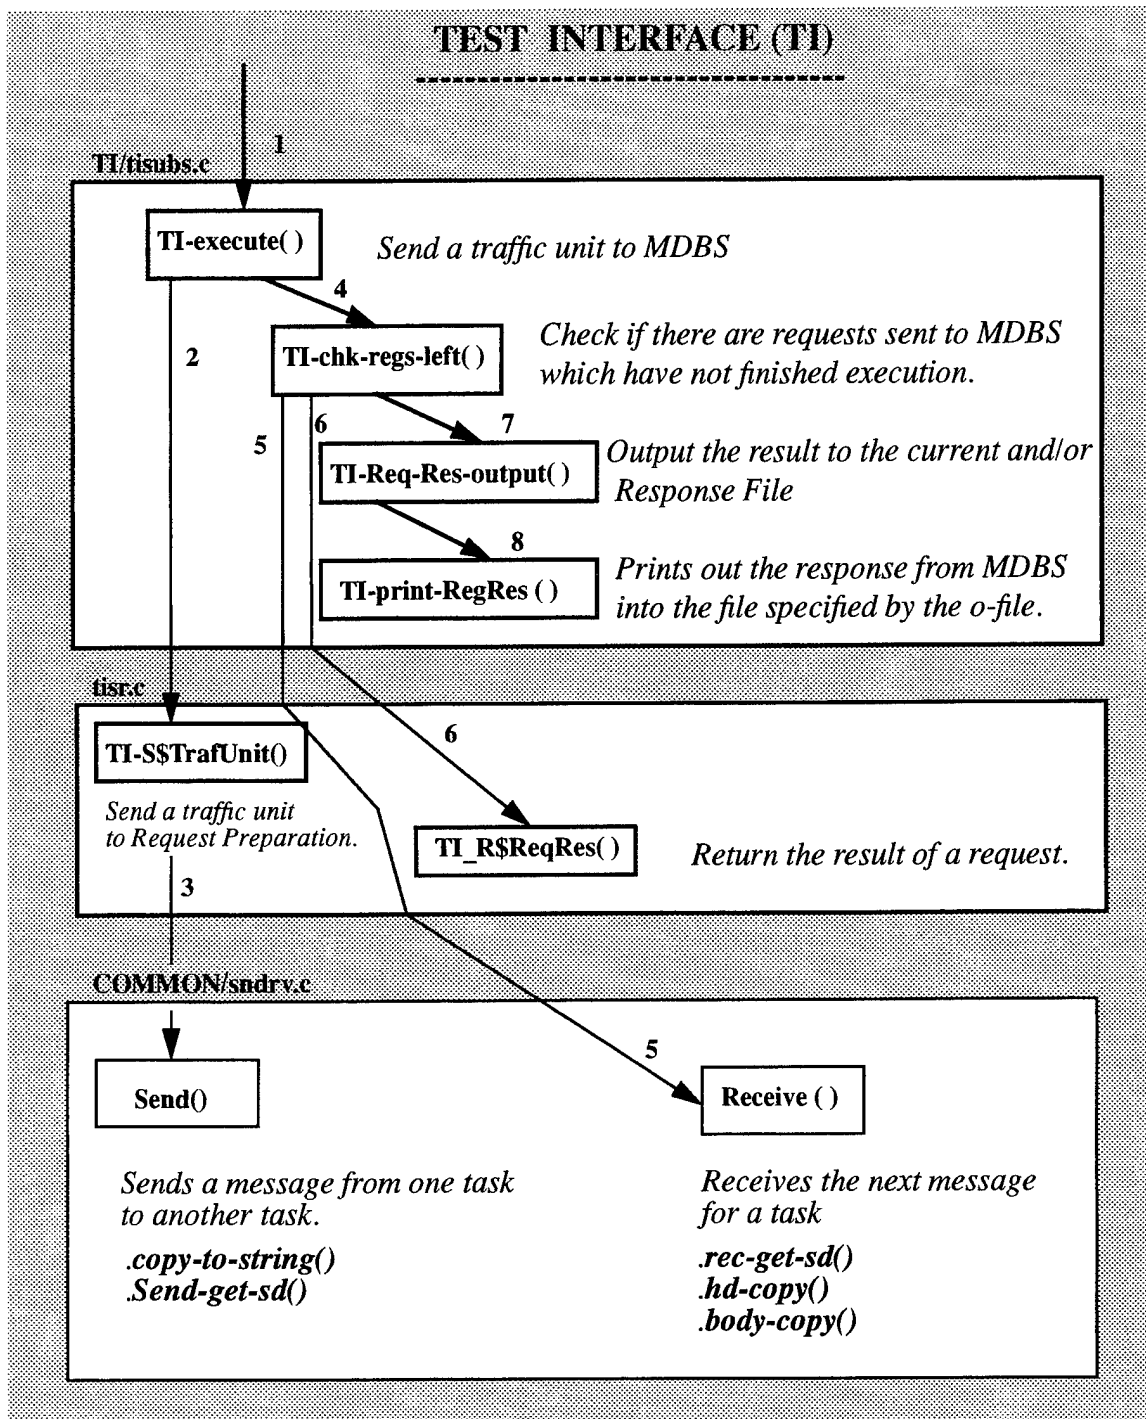 TEST INTERFACE (TI)
1
TI/tisubs.c
TI-execute( )
Send a traffic unit to MDBS
4
2
TI-chk-regs-left( )
Check if there are requests sent to MDBS
which have not finished execution.
5
6
7
TI-Req-Res-output( )
Output the result to the current and/or
Response File
8
TI-print-RegRes ( )
Prints out the response from MDBS
into the file specified by the o-file.
tisr.c
TI-S$TrafUnit()
6
Send a traffic unit
to Request Preparation.
TI_R$ReqRes( )
Return the result of a request.
3
COMMON/sndrv.c
5
Send()
Receive ( )
Sends a message from one task
to another task.
.copy-to-string()
.Send-get-sd()
Receives the next message
for a task
.rec-get-sd()
.hd-copy()
.body-copy()